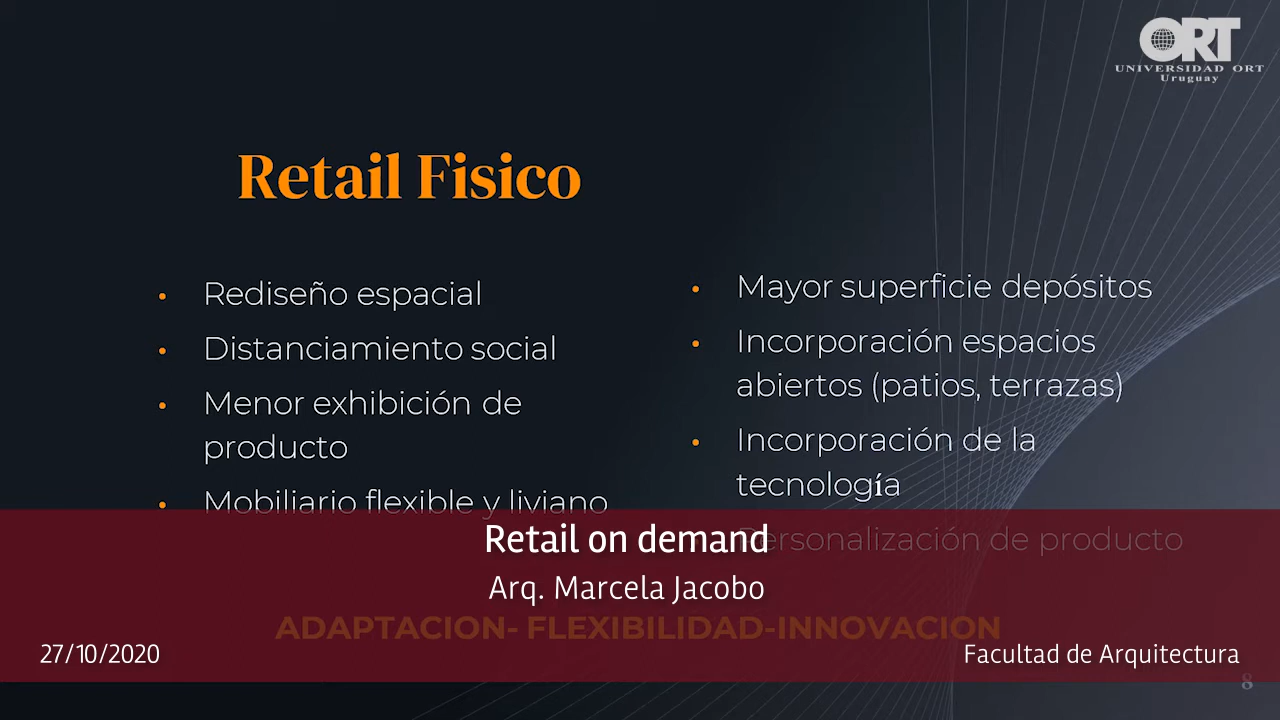 ORT
UNIVERSIDAD ORT
Uruguay
Retail Fisico
• Rediseño espacial
• Distanciamiento social
• Menor exhibición de
producto
• Mobiliario flexible y liviano
• Mayor superficie depósitos
• Incorporación espacios
abiertos (patios, terrazas)
• Incorporación de la
tecnología
Personalización de producto
Retail on demand
Arq. Marcela Jacobo
ADAPTACION- FLEXIBILIDAD-INNOVACION
27/10/2020
Facultad de Arquitectura
8